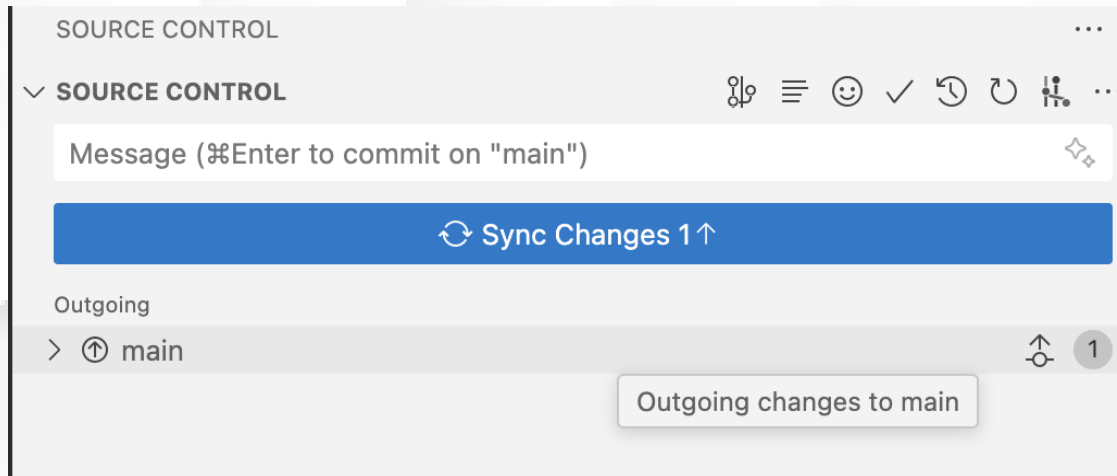 SOURCE CONTROL
SOURCE CONTROL
Message (⌘Enter to commit on "main")
Sync Changes 1↑
Outgoing
main 1
Outgoing changes to main